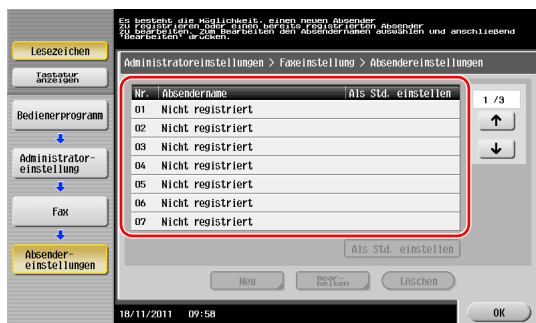 Es besteht die Möglichkeit, einen neuen Absender
zu registrieren oder einen bereits registrierten Absender
zu bearbeiten. Zum Bearbeiten den Absendernamen auswählen und anschließend
"Bearbeiten" drücken.
Lesezeichen
Tastatur
anzeigen
Bedienerprogramm
Administrator-
einstellung
Fax
Absender-
einstellungen
Administratoreinstellungen > Faxeinstellung > Absendereinstellungen
Nr. Absendername Als Std. einstellen
01 Nicht registriert
02 Nicht registriert
03 Nicht registriert
04 Nicht registriert
05 Nicht registriert
06 Nicht registriert
07 Nicht registriert
1 /3
↑
↓
Als Std. einstellen
Neu
Bear-
beiten
Löschen
18/11/2011 09:58
OK